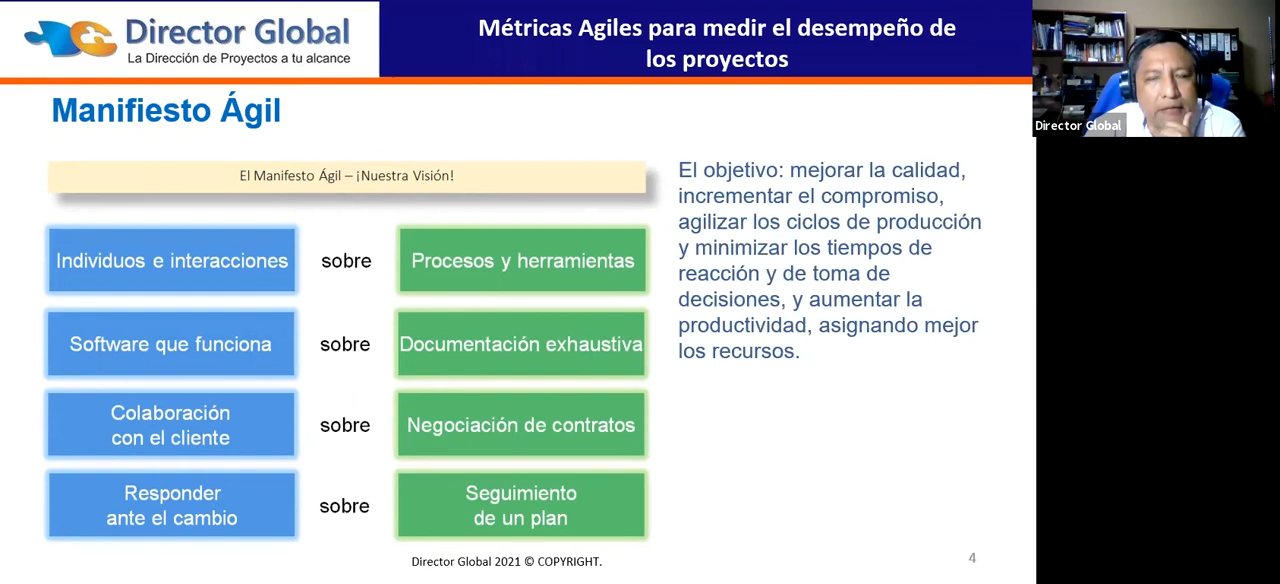 Director Global
La Dirección de Proyectos a tu alcance
Métricas Agiles para medir el desempeño de
los proyectos
Director Global
Manifiesto Ágil
El Manifesto Ágil – ¡Nuestra Visión!
Individuos e interacciones
sobre
Procesos y herramientas
Software que funciona
sobre
Documentación exhaustiva
Colaboración
con el cliente
sobre
Negociación de contratos
Responder
ante el cambio
sobre
Seguimiento
de un plan
El objetivo: mejorar la calidad,
incrementar el compromiso,
agilizar los ciclos de producción
y minimizar los tiempos de
reacción y de toma de
decisiones, y aumentar la
productividad, asignando mejor
los recursos.
Director Global 2021 © COPYRIGHT.
4